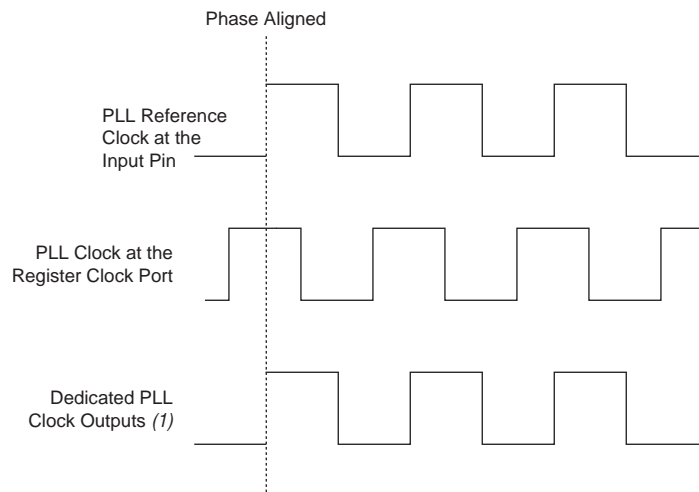 Phase Aligned
PLL Reference
Clock at the
Input Pin
PLL Clock at the
Register Clock Port
Dedicated PLL
Clock Outputs (1)